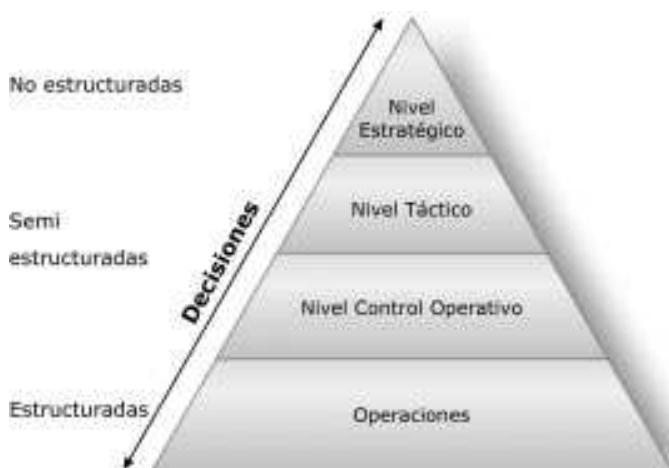 No estructuradas
Nivel
Estratégico
Semi
estructuradas
Decisiones
Nivel Táctico
Nivel Control Operativo
Estructuradas
Operaciones